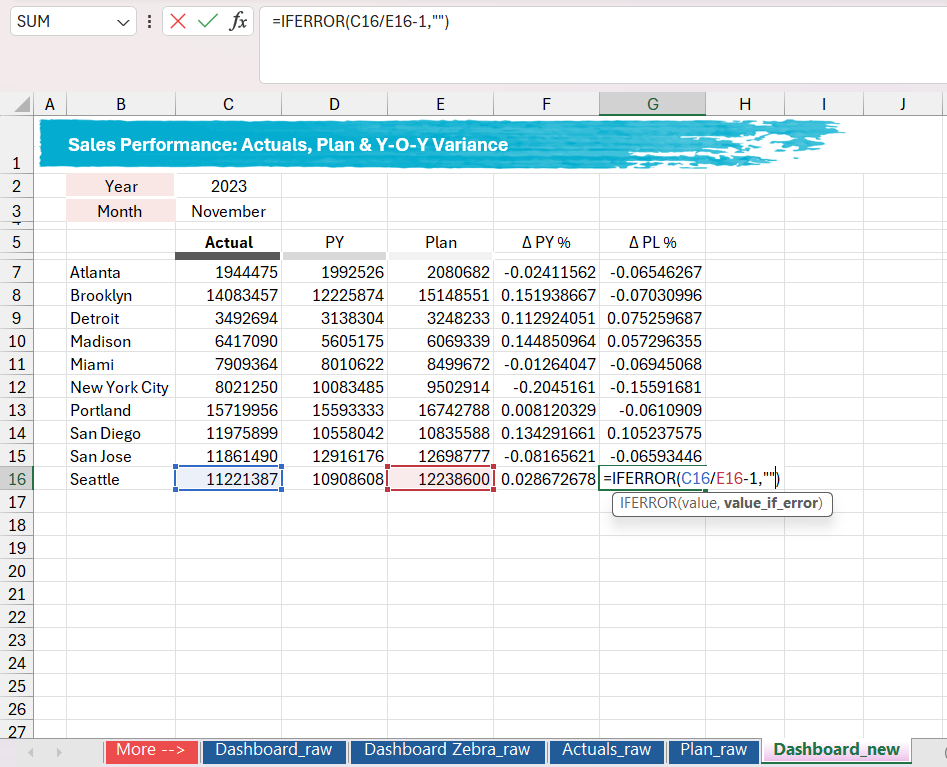 SUM =IFERROR(C16/E16-1,"")
fx
A B C D E F G H I J
1 Sales Performance: Actuals, Plan & Y-O-Y Variance
2 Year 2023
3 Month November
4
5 Actual PY Plan Δ PY % Δ PL %
7 Atlanta 1944475 1992526 2080682 -0.02411562 -0.06546267
8 Brooklyn 14083457 12225874 15148551 0.151938667 -0.07030996
9 Detroit 3492694 3138304 3248233 0.112924051 0.075259687
10 Madison 6417090 5605175 6069339 0.144850964 0.057296355
11 Miami 7909364 8010622 8499672 -0.01264047 -0.06945068
12 New York City 8021250 10083485 9502914 -0.2045161 -0.15591681
13 Portland 15719956 15593333 16742788 0.008120329 -0.0610909
14 San Diego 11975899 10558042 10835588 0.134291661 0.105237575
15 San Jose 11861490 12916176 12698777 -0.08165621 -0.06593446
16 Seattle 11221387 10908608 12238600 0.028672678 =IFERROR(C16/E16-1,"")
IFERROR(value, value_if_error)
17
18
19
20
21
22
23
24
25
26
27
More --> Dashboard_raw Dashboard Zebra_raw Actuals_raw Plan_raw Dashboard_new